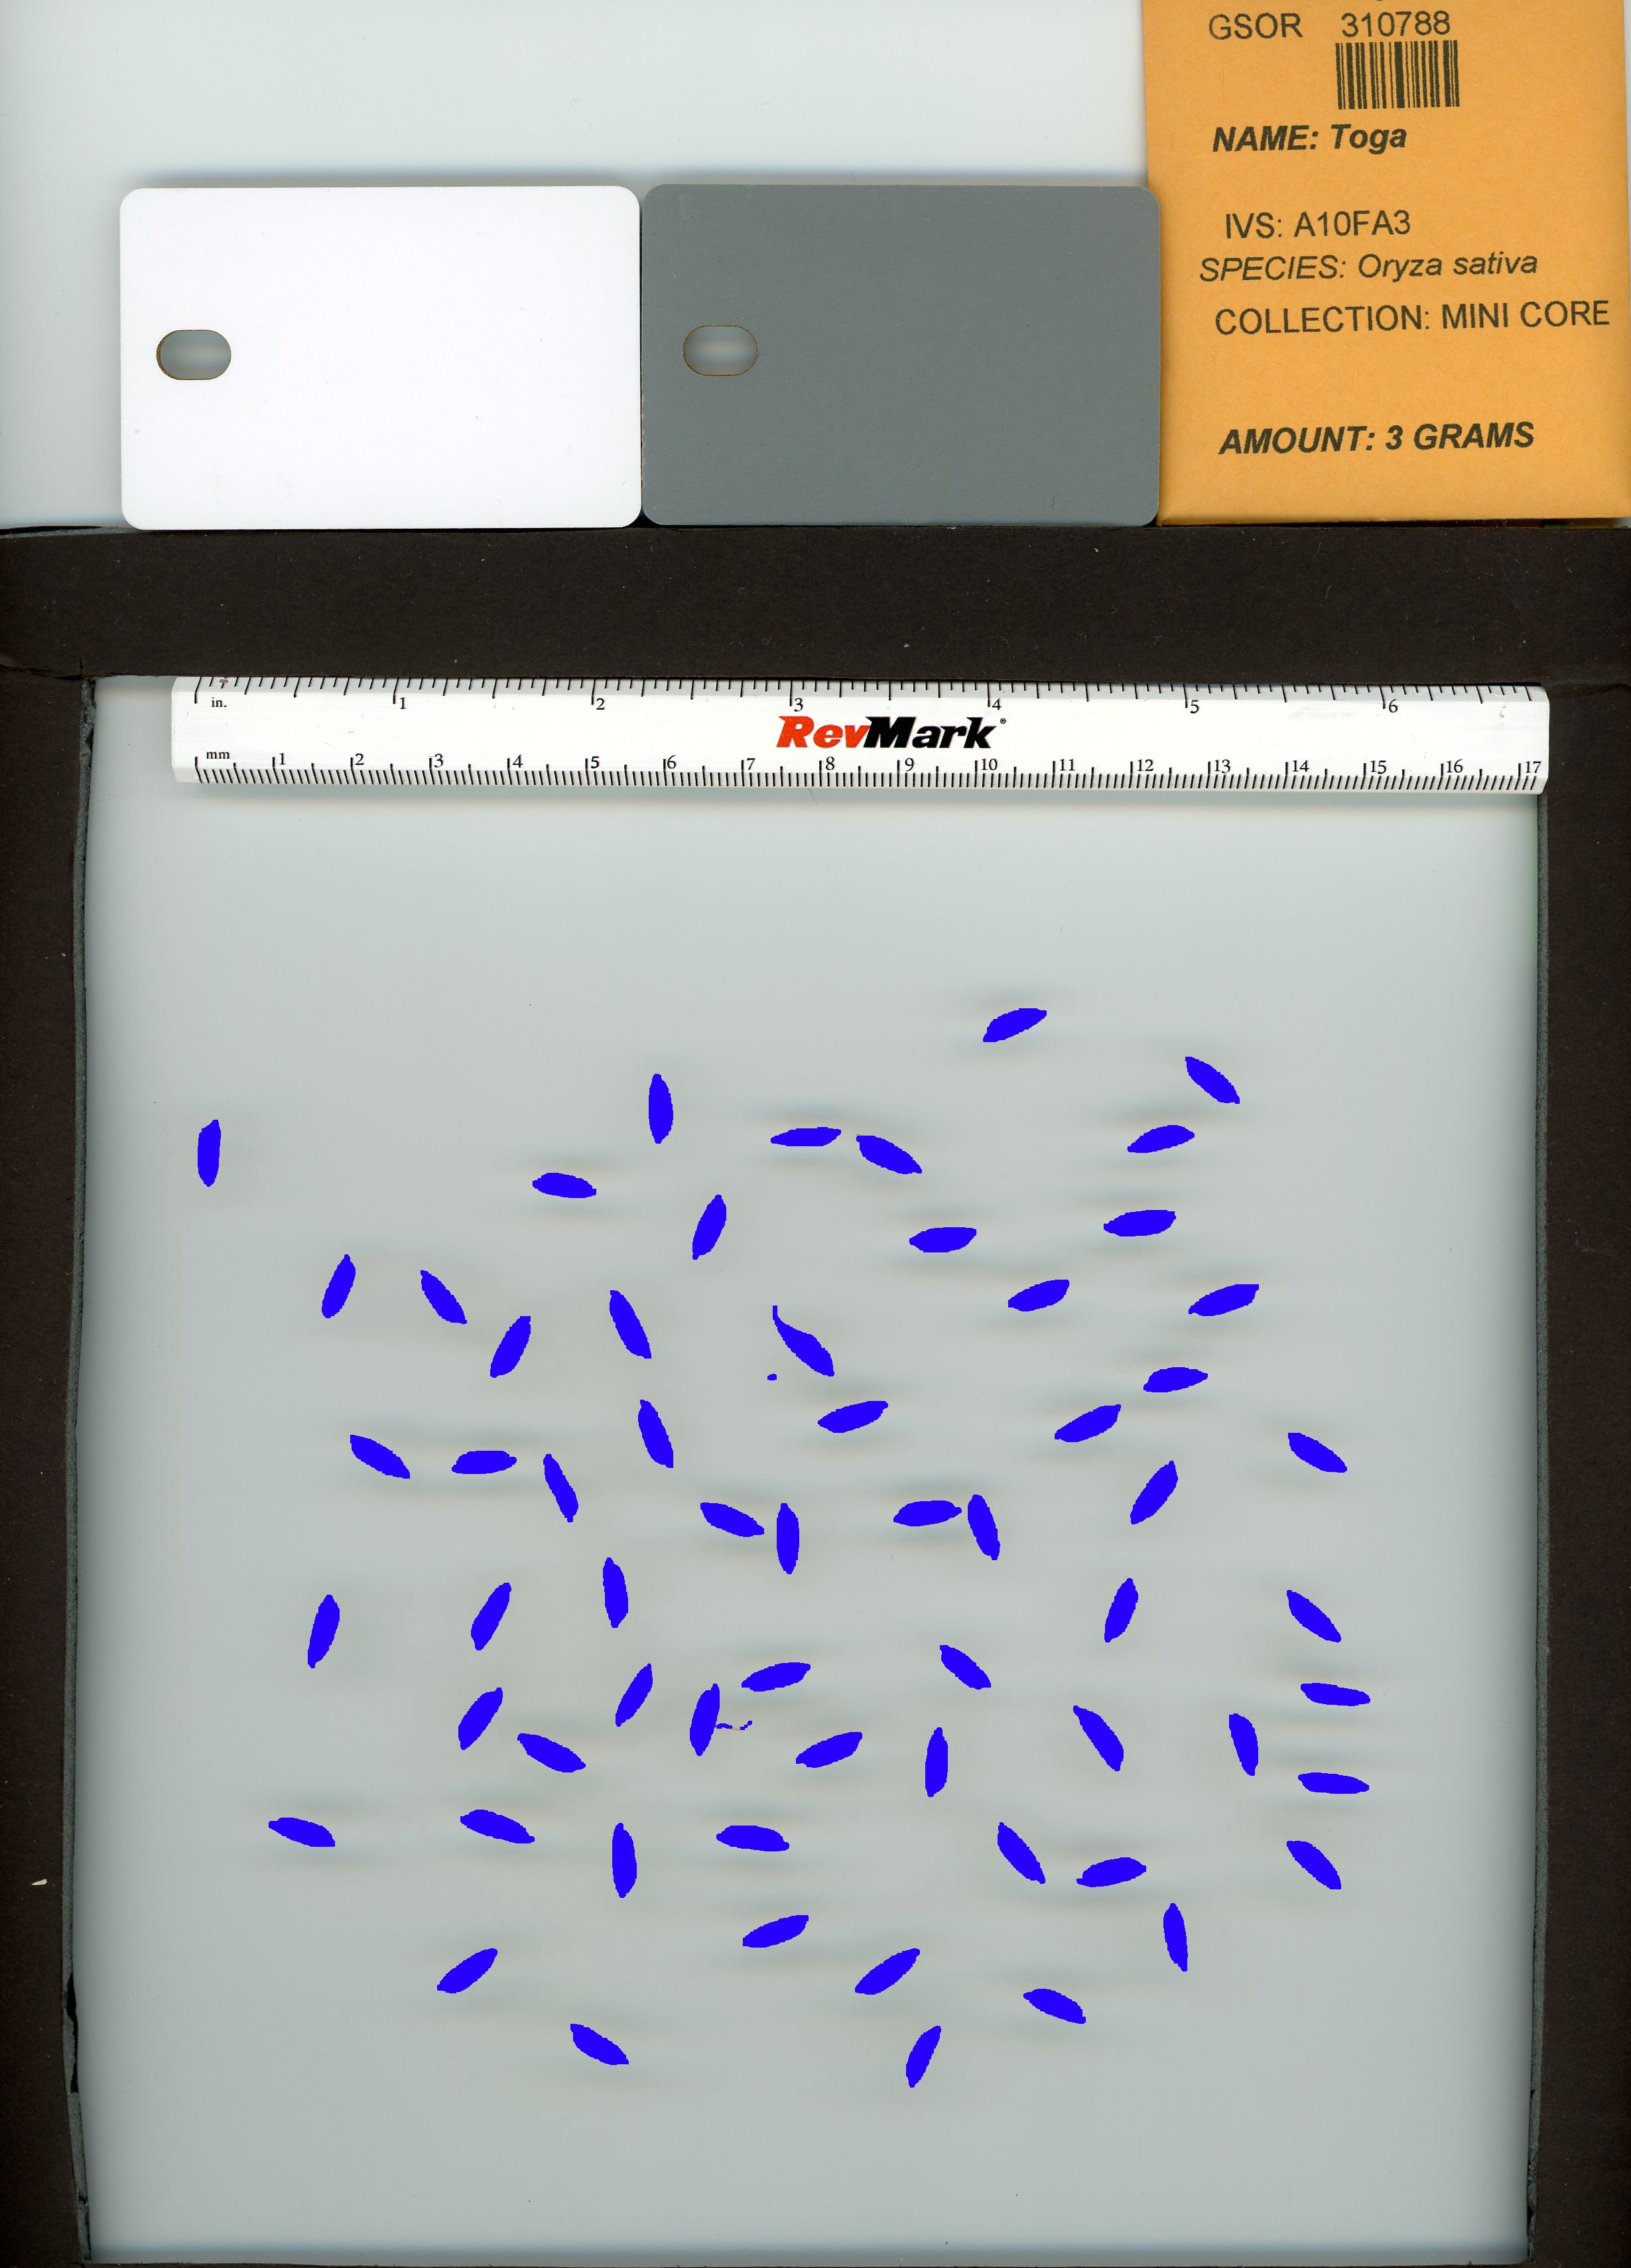 GSOR 310788
NAME: Toga
IVS: A10FA3
SPECIES: Oryza sativa
COLLECTION: MINI CORE
AMOUNT: 3 GRAMS
in. 1 2 3 4 5 6
RevMark®
mm 1 2 3 4 5 6 7 8 9 10 11 12 13 14 15 16 17